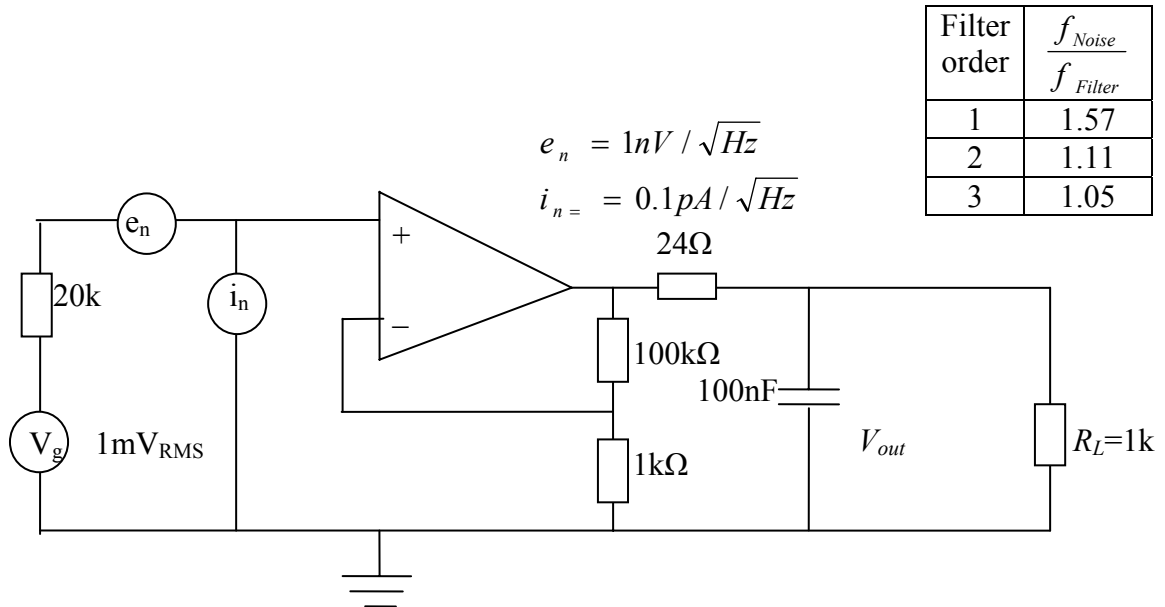 Filter order
f_Noise / f_Filter
1 1.57
2 1.11
3 1.05
e_n = 1nV / √Hz
i_n = = 0.1pA / √Hz
24Ω
e_n
+
20k
i_n
−
100kΩ
100nF
V_g 1mV_RMS
V_out
R_L=1k
1kΩ